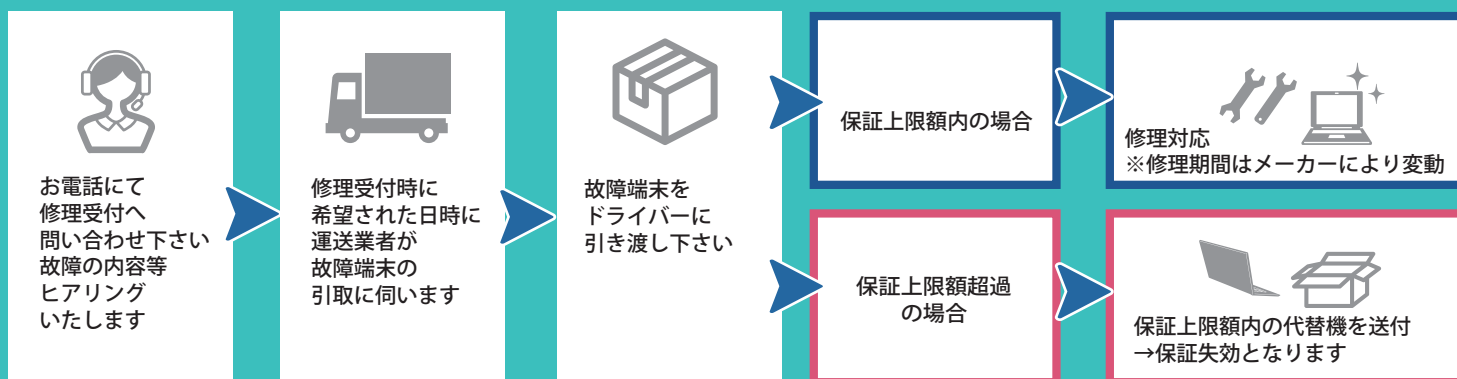 お電話にて
修理受付へ
問い合わせ下さい
故障の内容等
ヒアリング
いたします
修理受付時に
希望された日時に
運送業者が
故障端末の
引取に伺います
故障端末を
ドライバーに
引き渡し下さい
保証上限額内の場合
修理対応
※修理期間はメーカーにより変動
保証上限額超過
の場合
保証上限額内の代替機を送付
→保証失効となります